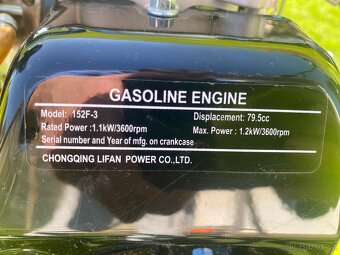 GASOLINE ENGINE
Model: 152F-3 Displacement: 79.5cc
Rated Power : 1.1kW/3600rpm Max. Power : 1.2kW/3600rpm
Serial number and Year of mfg. on crankcase
CHONGQING LIFAN POWER CO.,LTD.